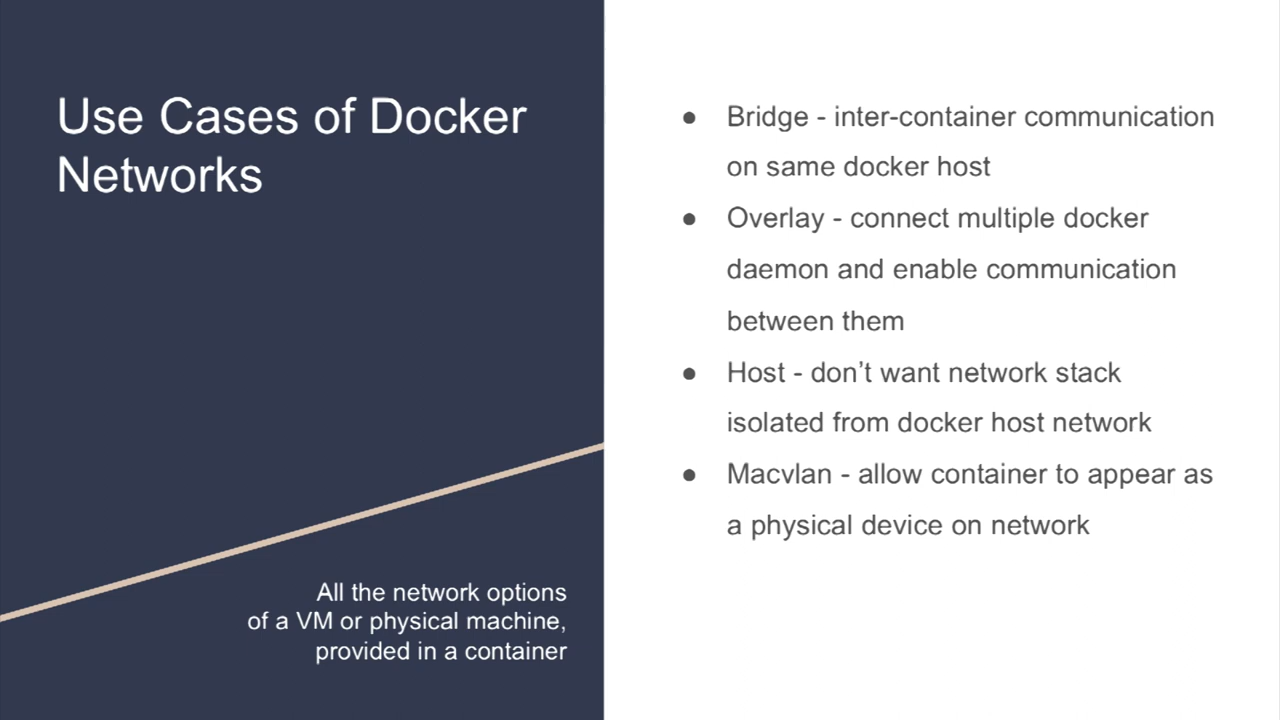 Use Cases of Docker
Networks
All the network options
of a VM or physical machine,
provided in a container
● Bridge - inter-container communication
on same docker host
● Overlay - connect multiple docker
daemon and enable communication
between them
● Host - don’t want network stack
isolated from docker host network
● Macvlan - allow container to appear as
a physical device on network